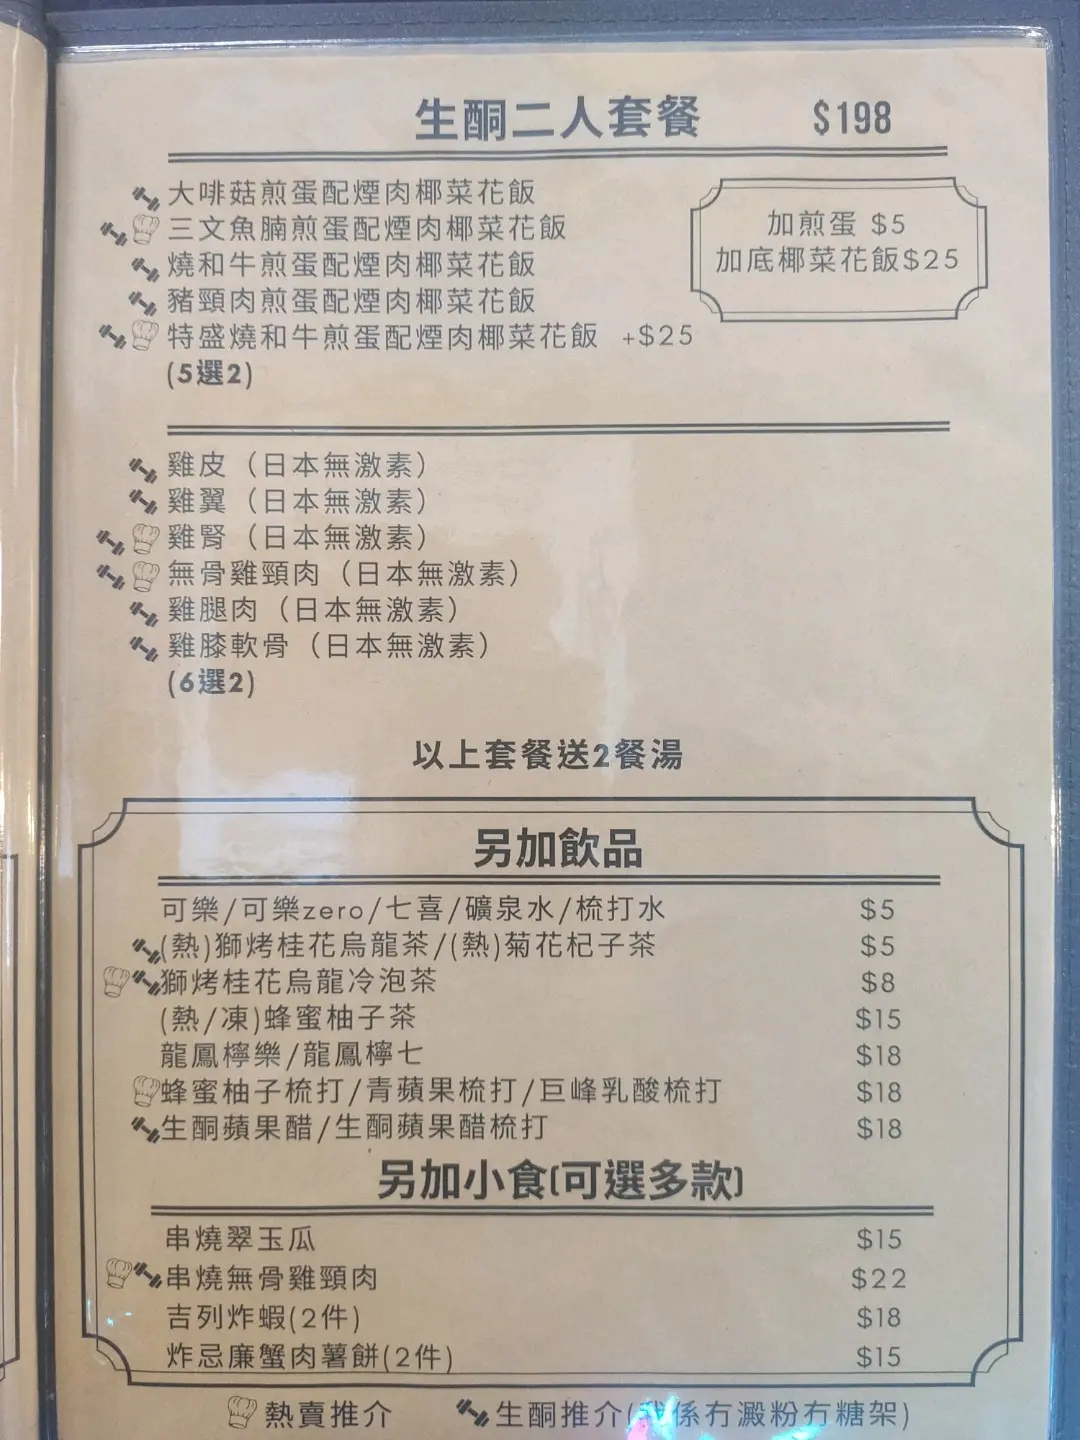 生酮二人套餐 $198
大啡菇煎蛋配煙肉椰菜花飯
三文魚腩煎蛋配煙肉椰菜花飯
燒和牛煎蛋配煙肉椰菜花飯
豬頸肉煎蛋配煙肉椰菜花飯
特盛燒和牛煎蛋配煙肉椰菜花飯 +$25
(5選2)
加煎蛋 $5
加底椰菜花飯$25
雞皮（日本無激素）
雞翼（日本無激素）
雞腎（日本無激素）
無骨雞頸肉（日本無激素）
雞腿肉（日本無激素）
雞膝軟骨（日本無激素）
(6選2)
以上套餐送2餐湯
另加飲品
可樂/可樂zero/七喜/礦泉水/梳打水 $5
(熱)獅烤桂花烏龍茶/(熱)菊花杞子茶 $5
獅烤桂花烏龍冷泡茶 $8
(熱/凍)蜂蜜柚子茶 $15
龍鳳檸樂/龍鳳檸七 $18
蜂蜜柚子梳打/青蘋果梳打/巨峰乳酸梳打 $18
生酮蘋果醋/生酮蘋果醋梳打 $18
另加小食(可選多款)
串燒翠玉瓜 $15
串燒無骨雞頸肉 $22
吉列炸蝦(2件) $18
炸忌廉蟹肉薯餅(2件) $15
熱賣推介
生酮推介(我係冇澱粉冇糖架)